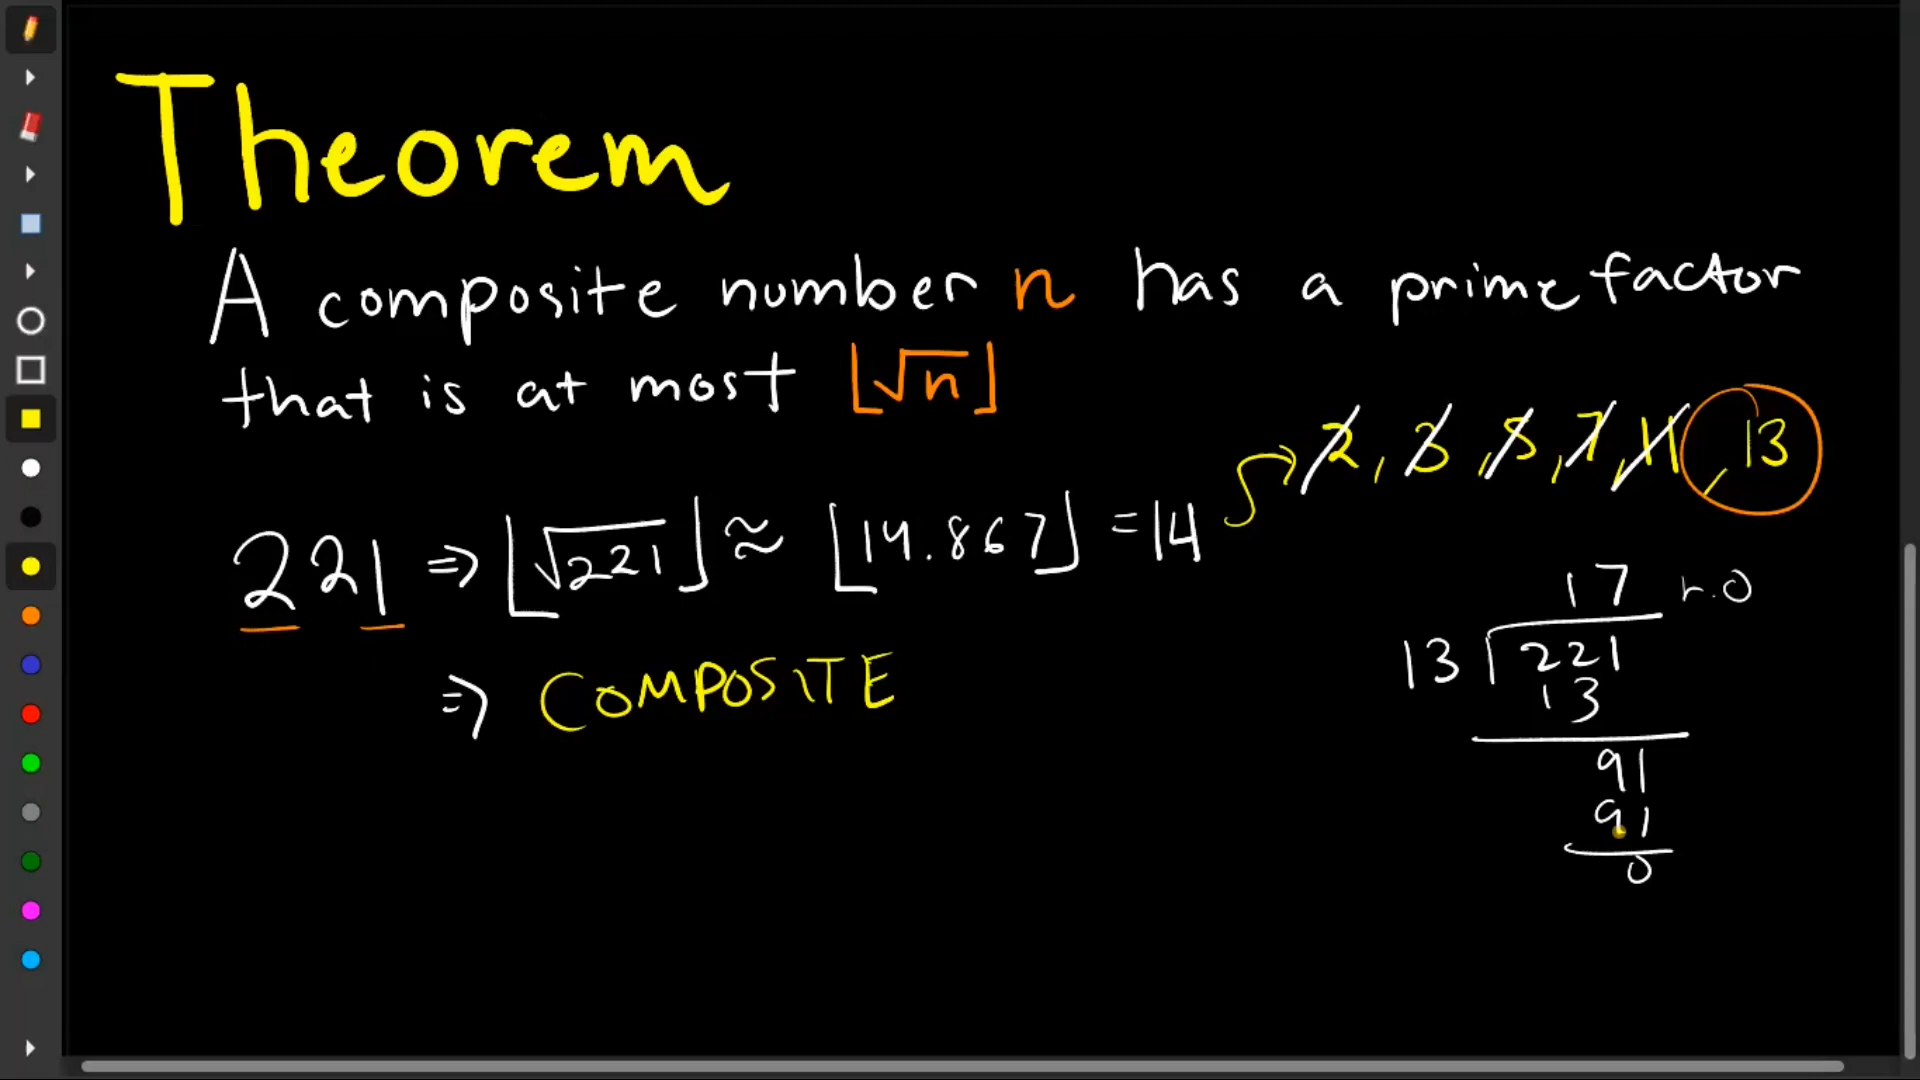 Theorem
A composite number n has a prime factor
that is at most ⌊√n⌋
2, 3, 5, 7, 11, 13
221 ⇒ ⌊√221⌋ ≈ ⌊14.867⌋ = 14
⇒ COMPOSITE
17 r.0
13 221
13
91
91
0